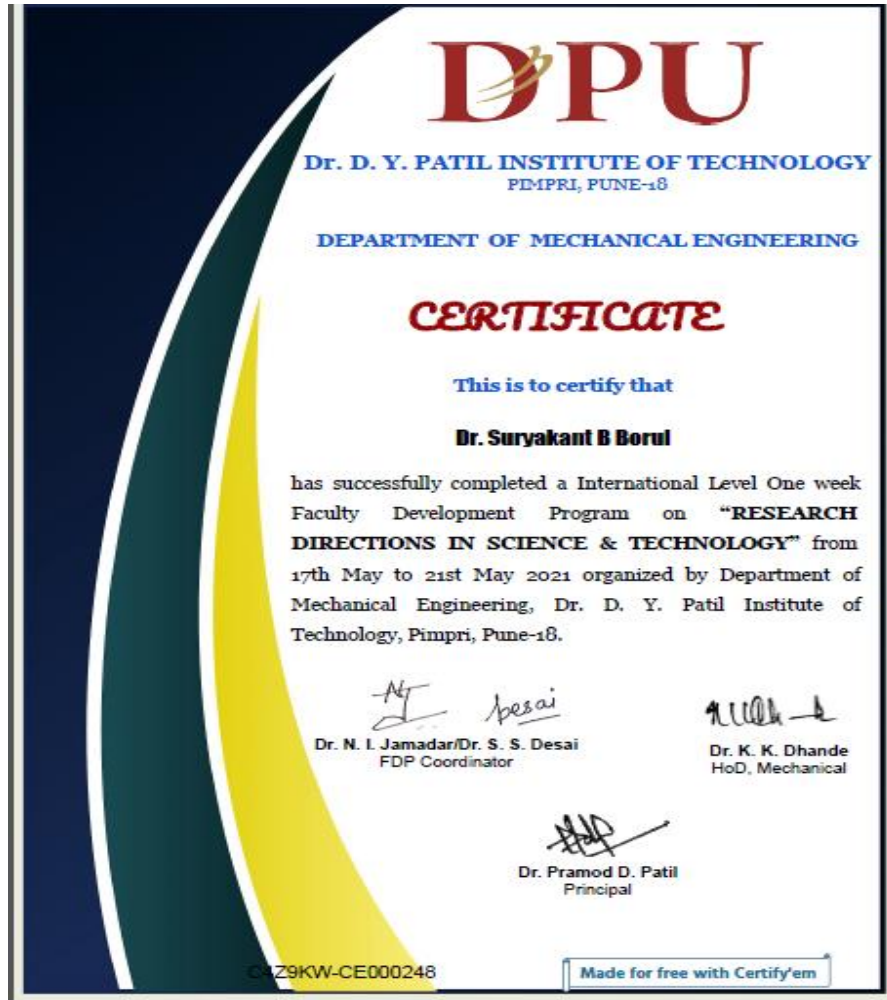 DPU
Dr. D. Y. PATIL INSTITUTE OF TECHNOLOGY
PIMPRI, PUNE-18
DEPARTMENT OF MECHANICAL ENGINEERING
CERTIFICATE
This is to certify that
Dr. Suryakant B Borul
has successfully completed a International Level One week
Faculty Development Program on “RESEARCH
DIRECTIONS IN SCIENCE & TECHNOLOGY” from
17th May to 21st May 2021 organized by Department of
Mechanical Engineering, Dr. D. Y. Patil Institute of
Technology, Pimpri, Pune-18.
Desai
Dr. N. I. Jamadar/Dr. S. S. Desai
FDP Coordinator
Dr. K. K. Dhande
HoD, Mechanical
Dr. Pramod D. Patil
Principal
C4Z9KW-CE000248
Made for free with Certify'em